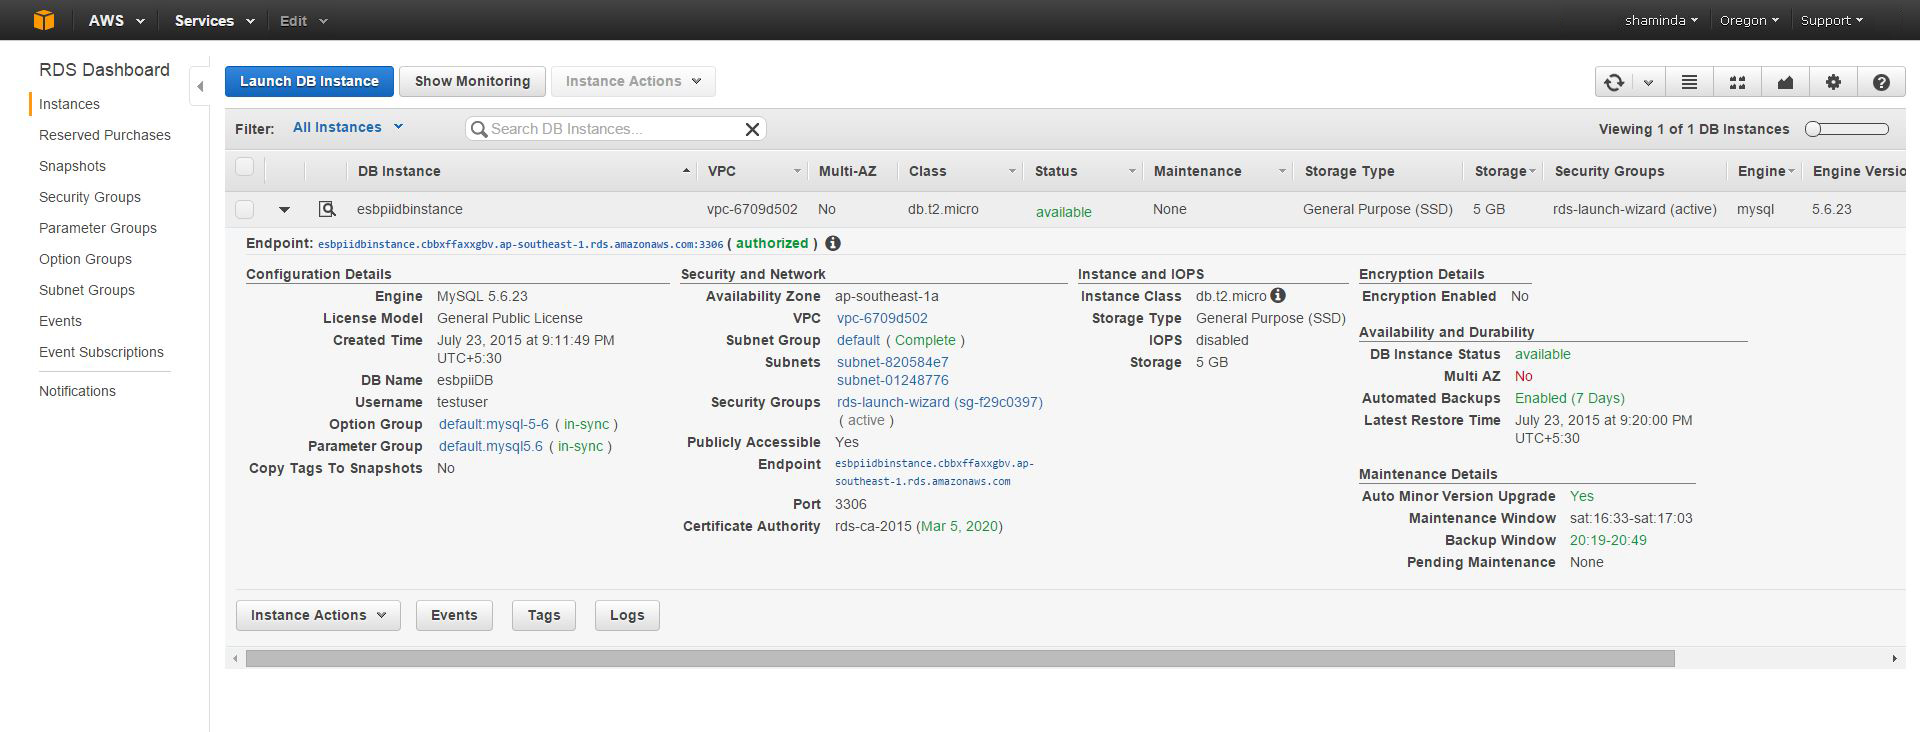 AWS Services Edit shaminda Oregon Support
RDS Dashboard
Instances
Reserved Purchases
Snapshots
Security Groups
Parameter Groups
Option Groups
Subnet Groups
Events
Event Subscriptions
Notifications
Launch DB Instance Show Monitoring Instance Actions
Filter: All Instances Search DB Instances... Viewing 1 of 1 DB Instances
DB Instance VPC Multi-AZ Class Status Maintenance Storage Type Storage Security Groups Engine Engine Versio
esbpiidbinstance vpc-6709d502 No db.t2.micro available None General Purpose (SSD) 5 GB rds-launch-wizard (active) mysql 5.6.23
Endpoint: esbpiidbinstance.cbbxffaxxgbv.ap-southeast-1.rds.amazonaws.com:3306 ( authorized )
Configuration Details
Engine MySQL 5.6.23
License Model General Public License
Created Time July 23, 2015 at 9:11:49 PM
UTC+5:30
DB Name esbpiiDB
Username testuser
Option Group default:mysql-5-6 ( in-sync )
Parameter Group default.mysql5.6 ( in-sync )
Copy Tags To Snapshots No
Security and Network
Availability Zone ap-southeast-1a
VPC vpc-6709d502
Subnet Group default ( Complete )
Subnets subnet-820584e7
subnet-01248776
Security Groups rds-launch-wizard (sg-f29c0397)
( active )
Publicly Accessible Yes
Endpoint esbpiidbinstance.cbbxffaxxgbv.ap-
southeast-1.rds.amazonaws.com
Port 3306
Certificate Authority rds-ca-2015 (Mar 5, 2020)
Instance and IOPS
Instance Class db.t2.micro
Storage Type General Purpose (SSD)
IOPS disabled
Storage 5 GB
Encryption Details
Encryption Enabled No
Availability and Durability
DB Instance Status available
Multi AZ No
Automated Backups Enabled (7 Days)
Latest Restore Time July 23, 2015 at 9:20:00 PM
UTC+5:30
Maintenance Details
Auto Minor Version Upgrade Yes
Maintenance Window sat:16:33-sat:17:03
Backup Window 20:19-20:49
Pending Maintenance None
Instance Actions Events Tags Logs